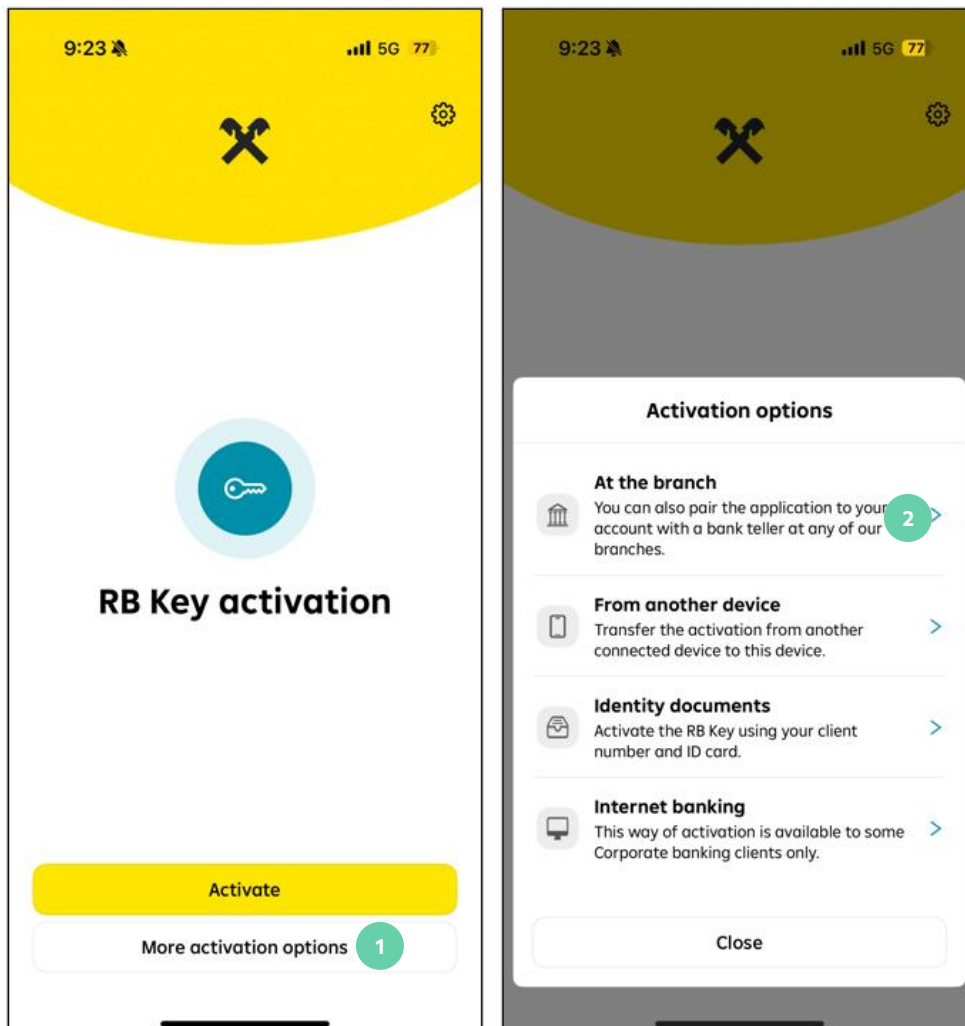 9:23
5G 77
RB Key activation
Activate
More activation options 1
9:23
5G 77
Activation options
At the branch
You can also pair the application to your 2
account with a bank teller at any of our
branches.
From another device
Transfer the activation from another
connected device to this device.
Identity documents
Activate the RB Key using your client
number and ID card.
Internet banking
This way of activation is available to some
Corporate banking clients only.
Close